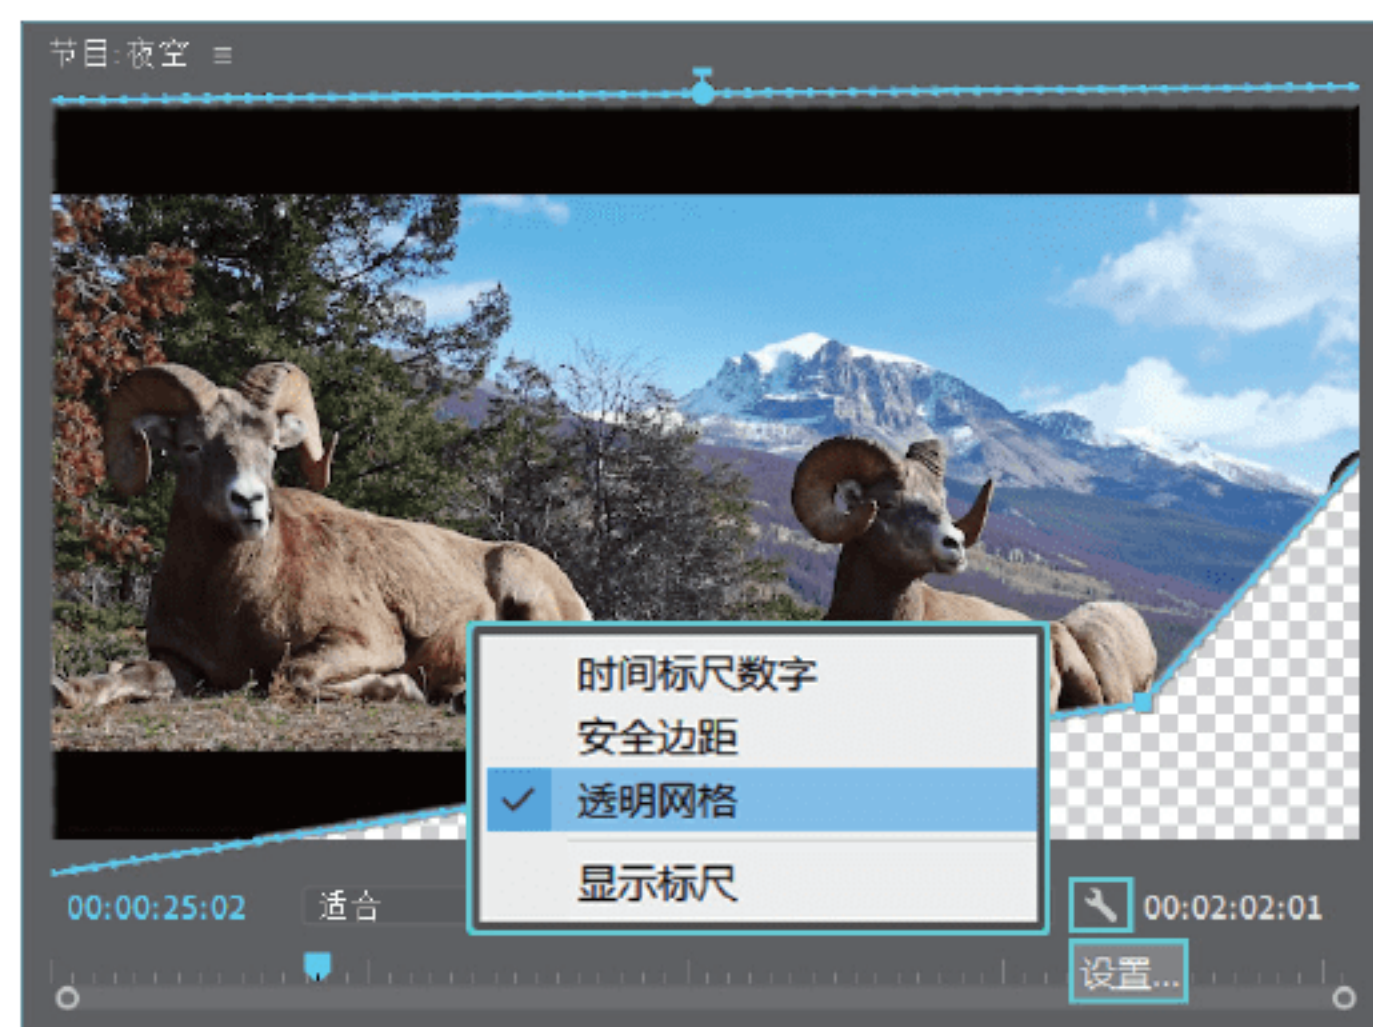 节目:夜空 ≡
时间标尺数字
安全边距
透明网格
显示标尺
00:00:25:02
适合
00:02:02:01
设置...